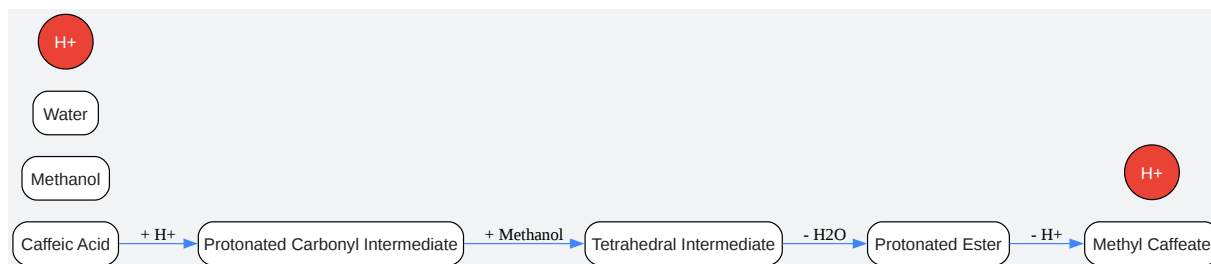 H+
Water
Methanol
H+
Caffeic Acid
+ H+
Protonated Carbonyl Intermediate
+ Methanol
Tetrahedral Intermediate
- H2O
Protonated Ester
- H+
Methyl Caffeate